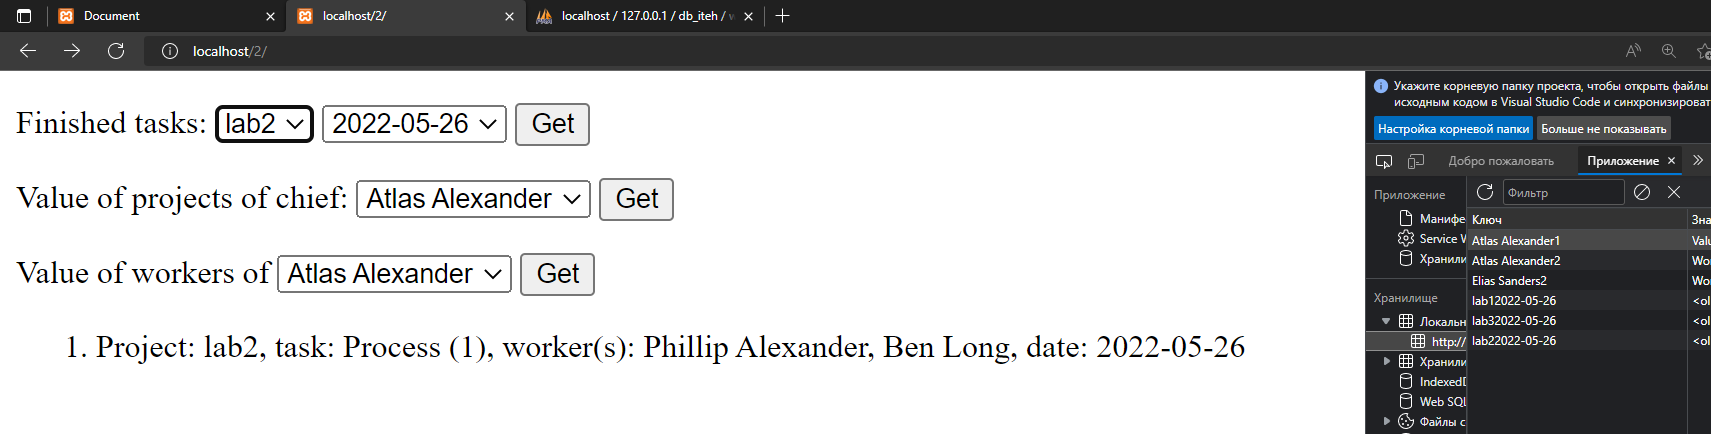 Document
localhost/2/
localhost / 127.0.0.1 / db_iteh /
localhost/2/
Finished tasks: lab2 2022-05-26 Get
Value of projects of chief: Atlas Alexander Get
Value of workers of Atlas Alexander Get
1. Project: lab2, task: Process (1), worker(s): Phillip Alexander, Ben Long, date: 2022-05-26
Укажите корневую папку проекта, чтобы открыть файлы
исходным кодом в Visual Studio Code и синхронизироват
Настройка корневой папки
Больше не показывать
Добро пожаловать
Приложение
Приложение
Манифе
Service W
Хранили
Хранилище
Локальн
http://
Хранили
IndexedD
Web SQL
Файлы с
Фильтр
Ключ
Зна
Atlas Alexander1
Valu
Atlas Alexander2
Wor
Elias Sanders2
Wor
lab12022-05-26
<ol
lab32022-05-26
<ol
lab22022-05-26
<ol